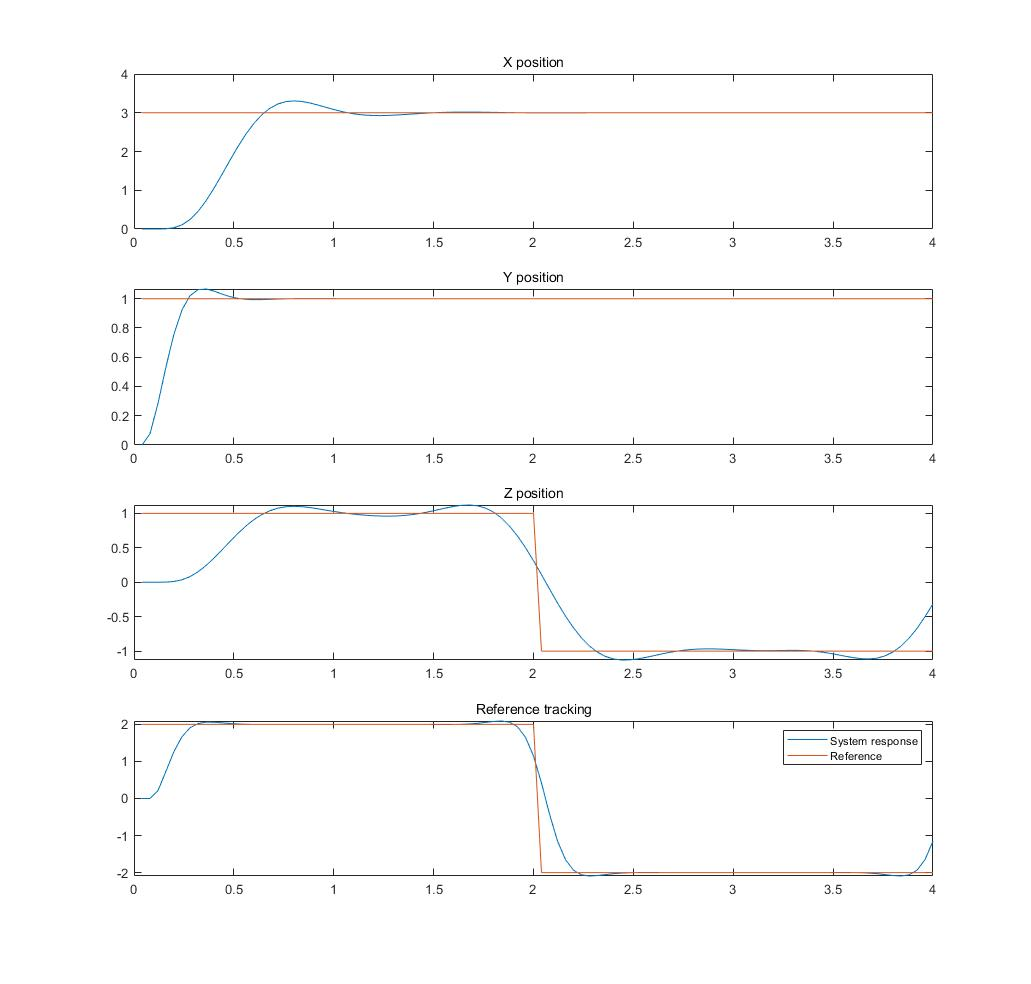 X position
4
3
2
1
0
0 0.5 1 1.5 2 2.5 3 3.5 4
Y position
1
0.8
0.6
0.4
0.2
0
0 0.5 1 1.5 2 2.5 3 3.5 4
Z position
1
0.5
0
-0.5
-1
0 0.5 1 1.5 2 2.5 3 3.5 4
Reference tracking
2
System response
Reference
1
0
-1
-2
0 0.5 1 1.5 2 2.5 3 3.5 4